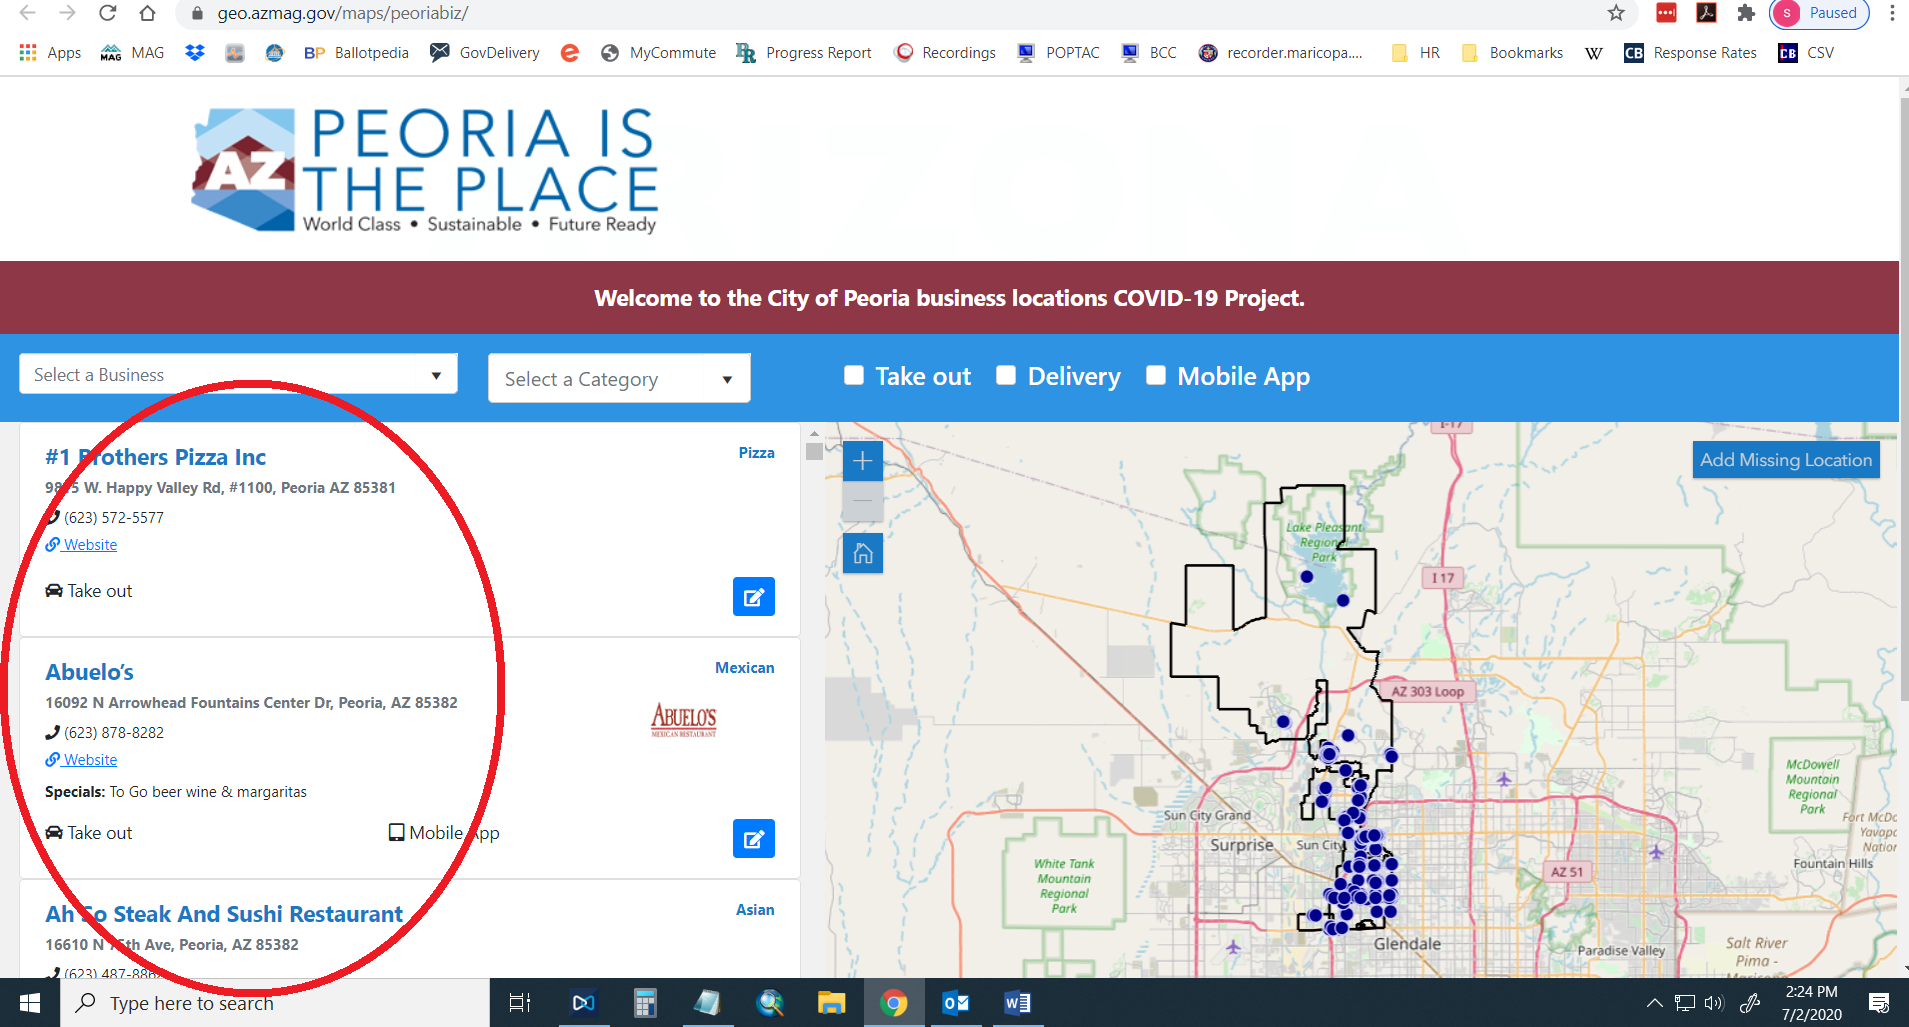 geo.azmag.gov/maps/peoriabiz/
S Paused
Apps MAG BP Ballotpedia GovDelivery MyCommute Progress Report Recordings POPTAC BCC recorder.maricopa.... HR Bookmarks W CB Response Rates CB CSV
AZ
PEORIA IS
THE PLACE
World Class • Sustainable • Future Ready
Welcome to the City of Peoria business locations COVID-19 Project.
Select a Business
Select a Category
Take out Delivery Mobile App
#1 Brothers Pizza Inc
Pizza
W. Happy Valley Rd, #1100, Peoria AZ 85381
(623) 572-5577
Website
Take out
Abuelo's
Mexican
16092 N Arrowhead Fountains Center Dr, Peoria, AZ 85382
(623) 878-8282
Website
ABUELO'S
MEXICAN RESTAURANT
Specials: To Go beer wine & margaritas
Take out
Mobile App
Ah So Steak And Sushi Restaurant
Asian
16610 N 75th Ave, Peoria, AZ 85382
(623) 487-
Add Missing Location
I-17
Lake Pleasant
Regional
Park
I 17
AZ 303 Loop
Sun City Grand
Surprise
Sun City
McDowell
Mountain
Regional
Park
Fort McDo
Yavapa
Nation
Fountain Hills
White Tank
Mountain
Regional
Park
AZ 51
Glendale
Paradise Valley
Salt River
Pima -
Type here to search
2:24 PM
7/2/2020